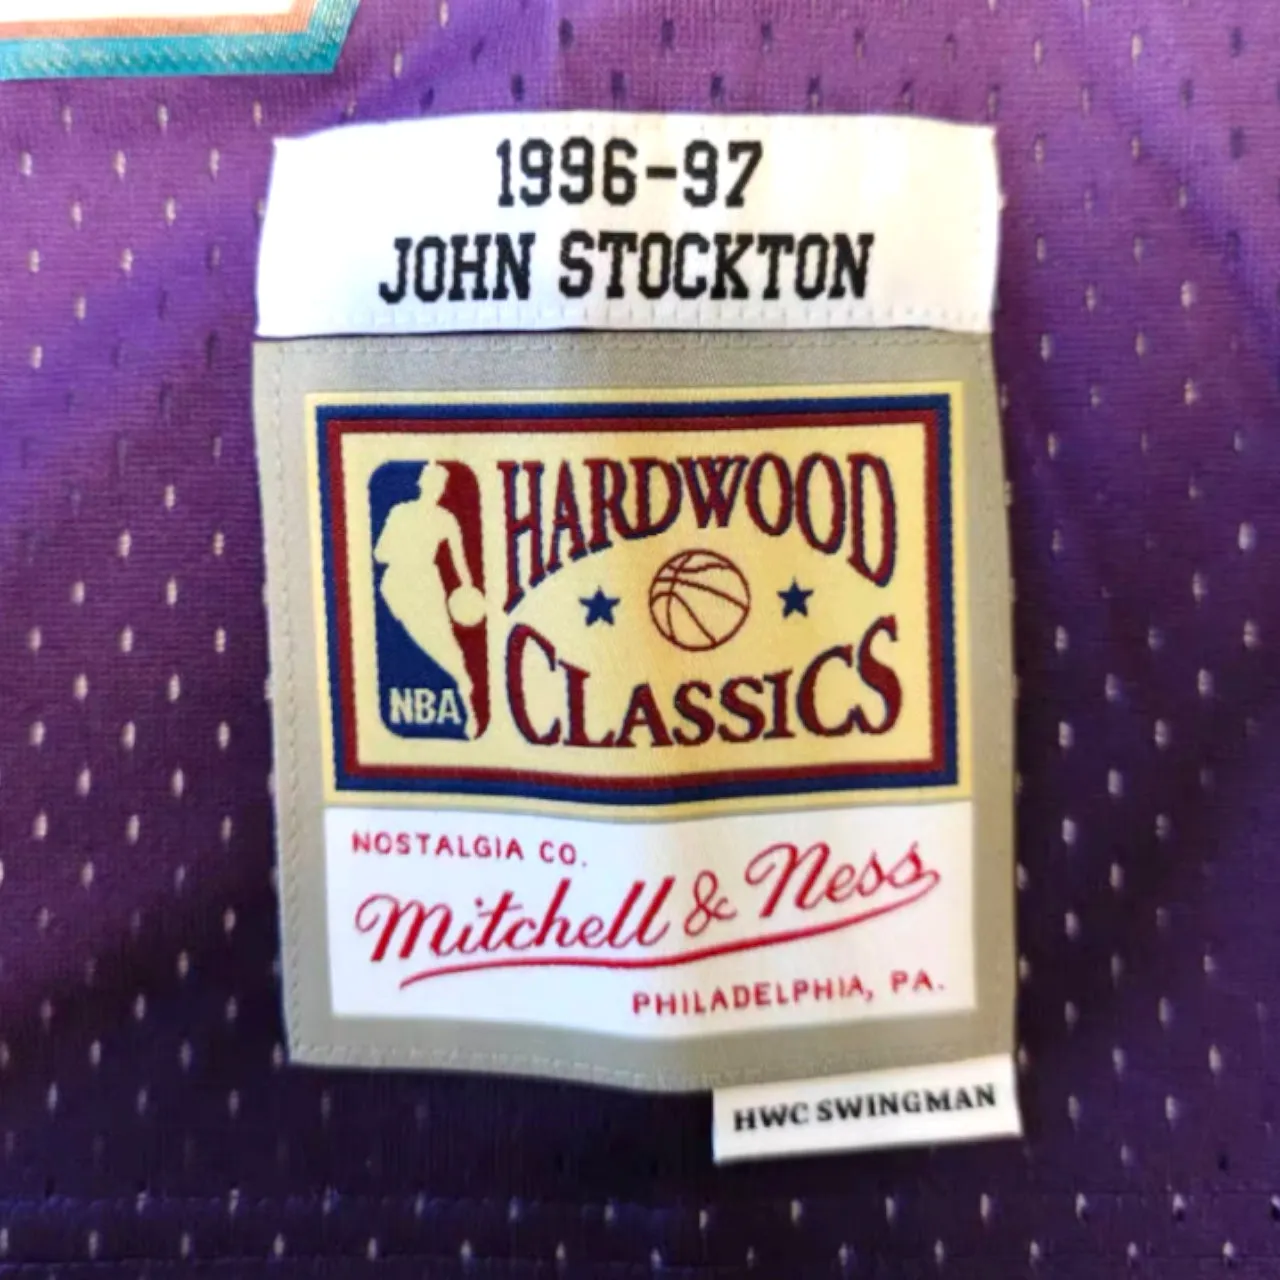 1996-97
JOHN STOCKTON
HARDWOOD
CLASSICS
NBA
NOSTALGIA CO.
Mitchell & Ness
PHILADELPHIA, PA.
HWC SWINGMAN